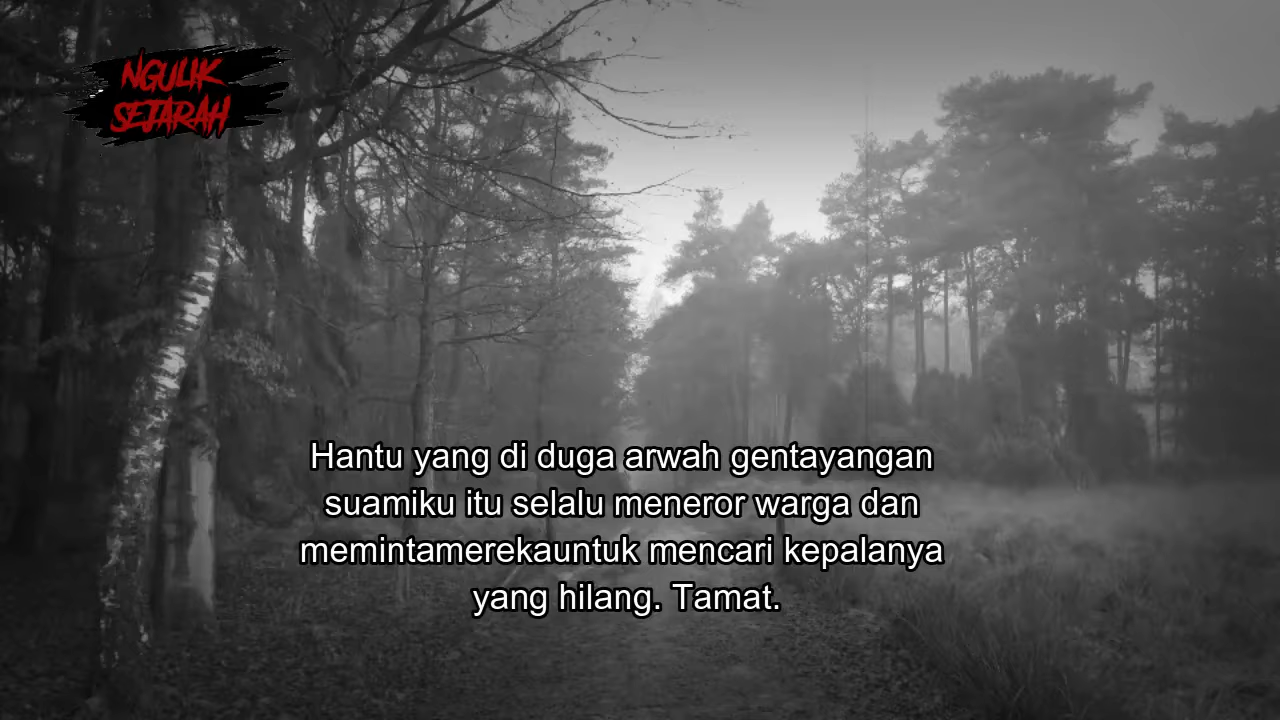 NGULIK
SEJARAH
Hantu yang di duga arwah gentayangan
suamiku itu selalu meneror warga dan
memintamerekauntuk mencari kepalanya
yang hilang. Tamat.